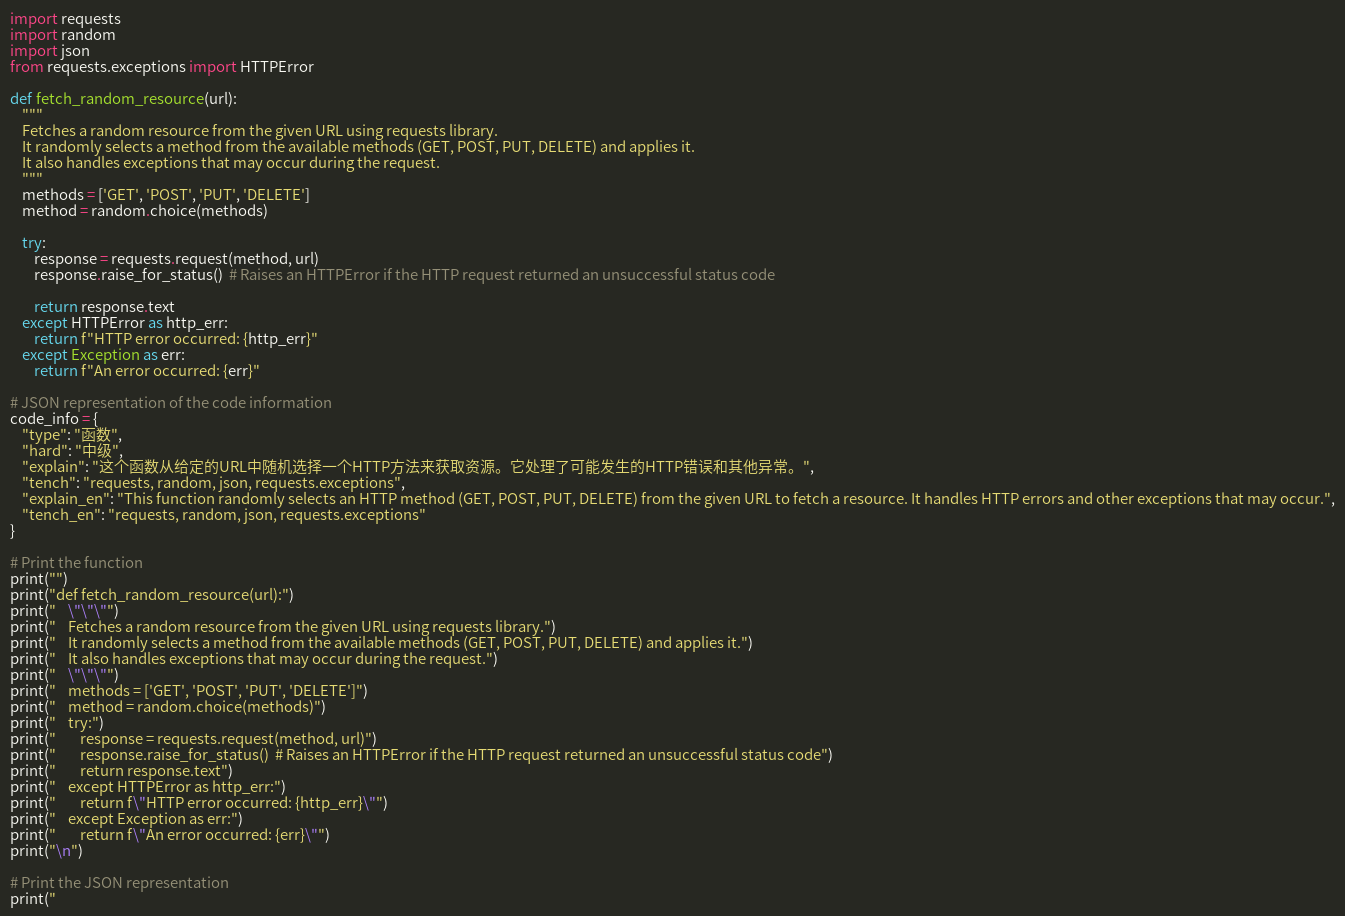 import requests
import random
import json
from requests.exceptions import HTTPError

def fetch_random_resource(url):
    """
    Fetches a random resource from the given URL using requests library.
    It randomly selects a method from the available methods (GET, POST, PUT, DELETE) and applies it.
    It also handles exceptions that may occur during the request.
    """
    methods = ['GET', 'POST', 'PUT', 'DELETE']
    method = random.choice(methods)

    try:
        response = requests.request(method, url)
        response.raise_for_status()  # Raises an HTTPError if the HTTP request returned an unsuccessful status code

        return response.text
    except HTTPError as http_err:
        return f"HTTP error occurred: {http_err}"
    except Exception as err:
        return f"An error occurred: {err}"

# JSON representation of the code information
code_info = {
    "type": "函数",
    "hard": "中级",
    "explain": "这个函数从给定的URL中随机选择一个HTTP方法来获取资源。它处理了可能发生的HTTP错误和其他异常。",
    "tench": "requests, random, json, requests.exceptions",
    "explain_en": "This function randomly selects an HTTP method (GET, POST, PUT, DELETE) from the given URL to fetch a resource. It handles HTTP errors and other exceptions that may occur.",
    "tench_en": "requests, random, json, requests.exceptions"
}

# Print the function
print("")
print("def fetch_random_resource(url):")
print("    \"\"\"")
print("    Fetches a random resource from the given URL using requests library.")
print("    It randomly selects a method from the available methods (GET, POST, PUT, DELETE) and applies it.")
print("    It also handles exceptions that may occur during the request.")
print("    \"\"\"")
print("    methods = ['GET', 'POST', 'PUT', 'DELETE']")
print("    method = random.choice(methods)")
print("    try:")
print("        response = requests.request(method, url)")
print("        response.raise_for_status()  # Raises an HTTPError if the HTTP request returned an unsuccessful status code")
print("        return response.text")
print("    except HTTPError as http_err:")
print("        return f\"HTTP error occurred: {http_err}\"")
print("    except Exception as err:")
print("        return f\"An error occurred: {err}\"")
print("\n")

# Print the JSON representation
print("